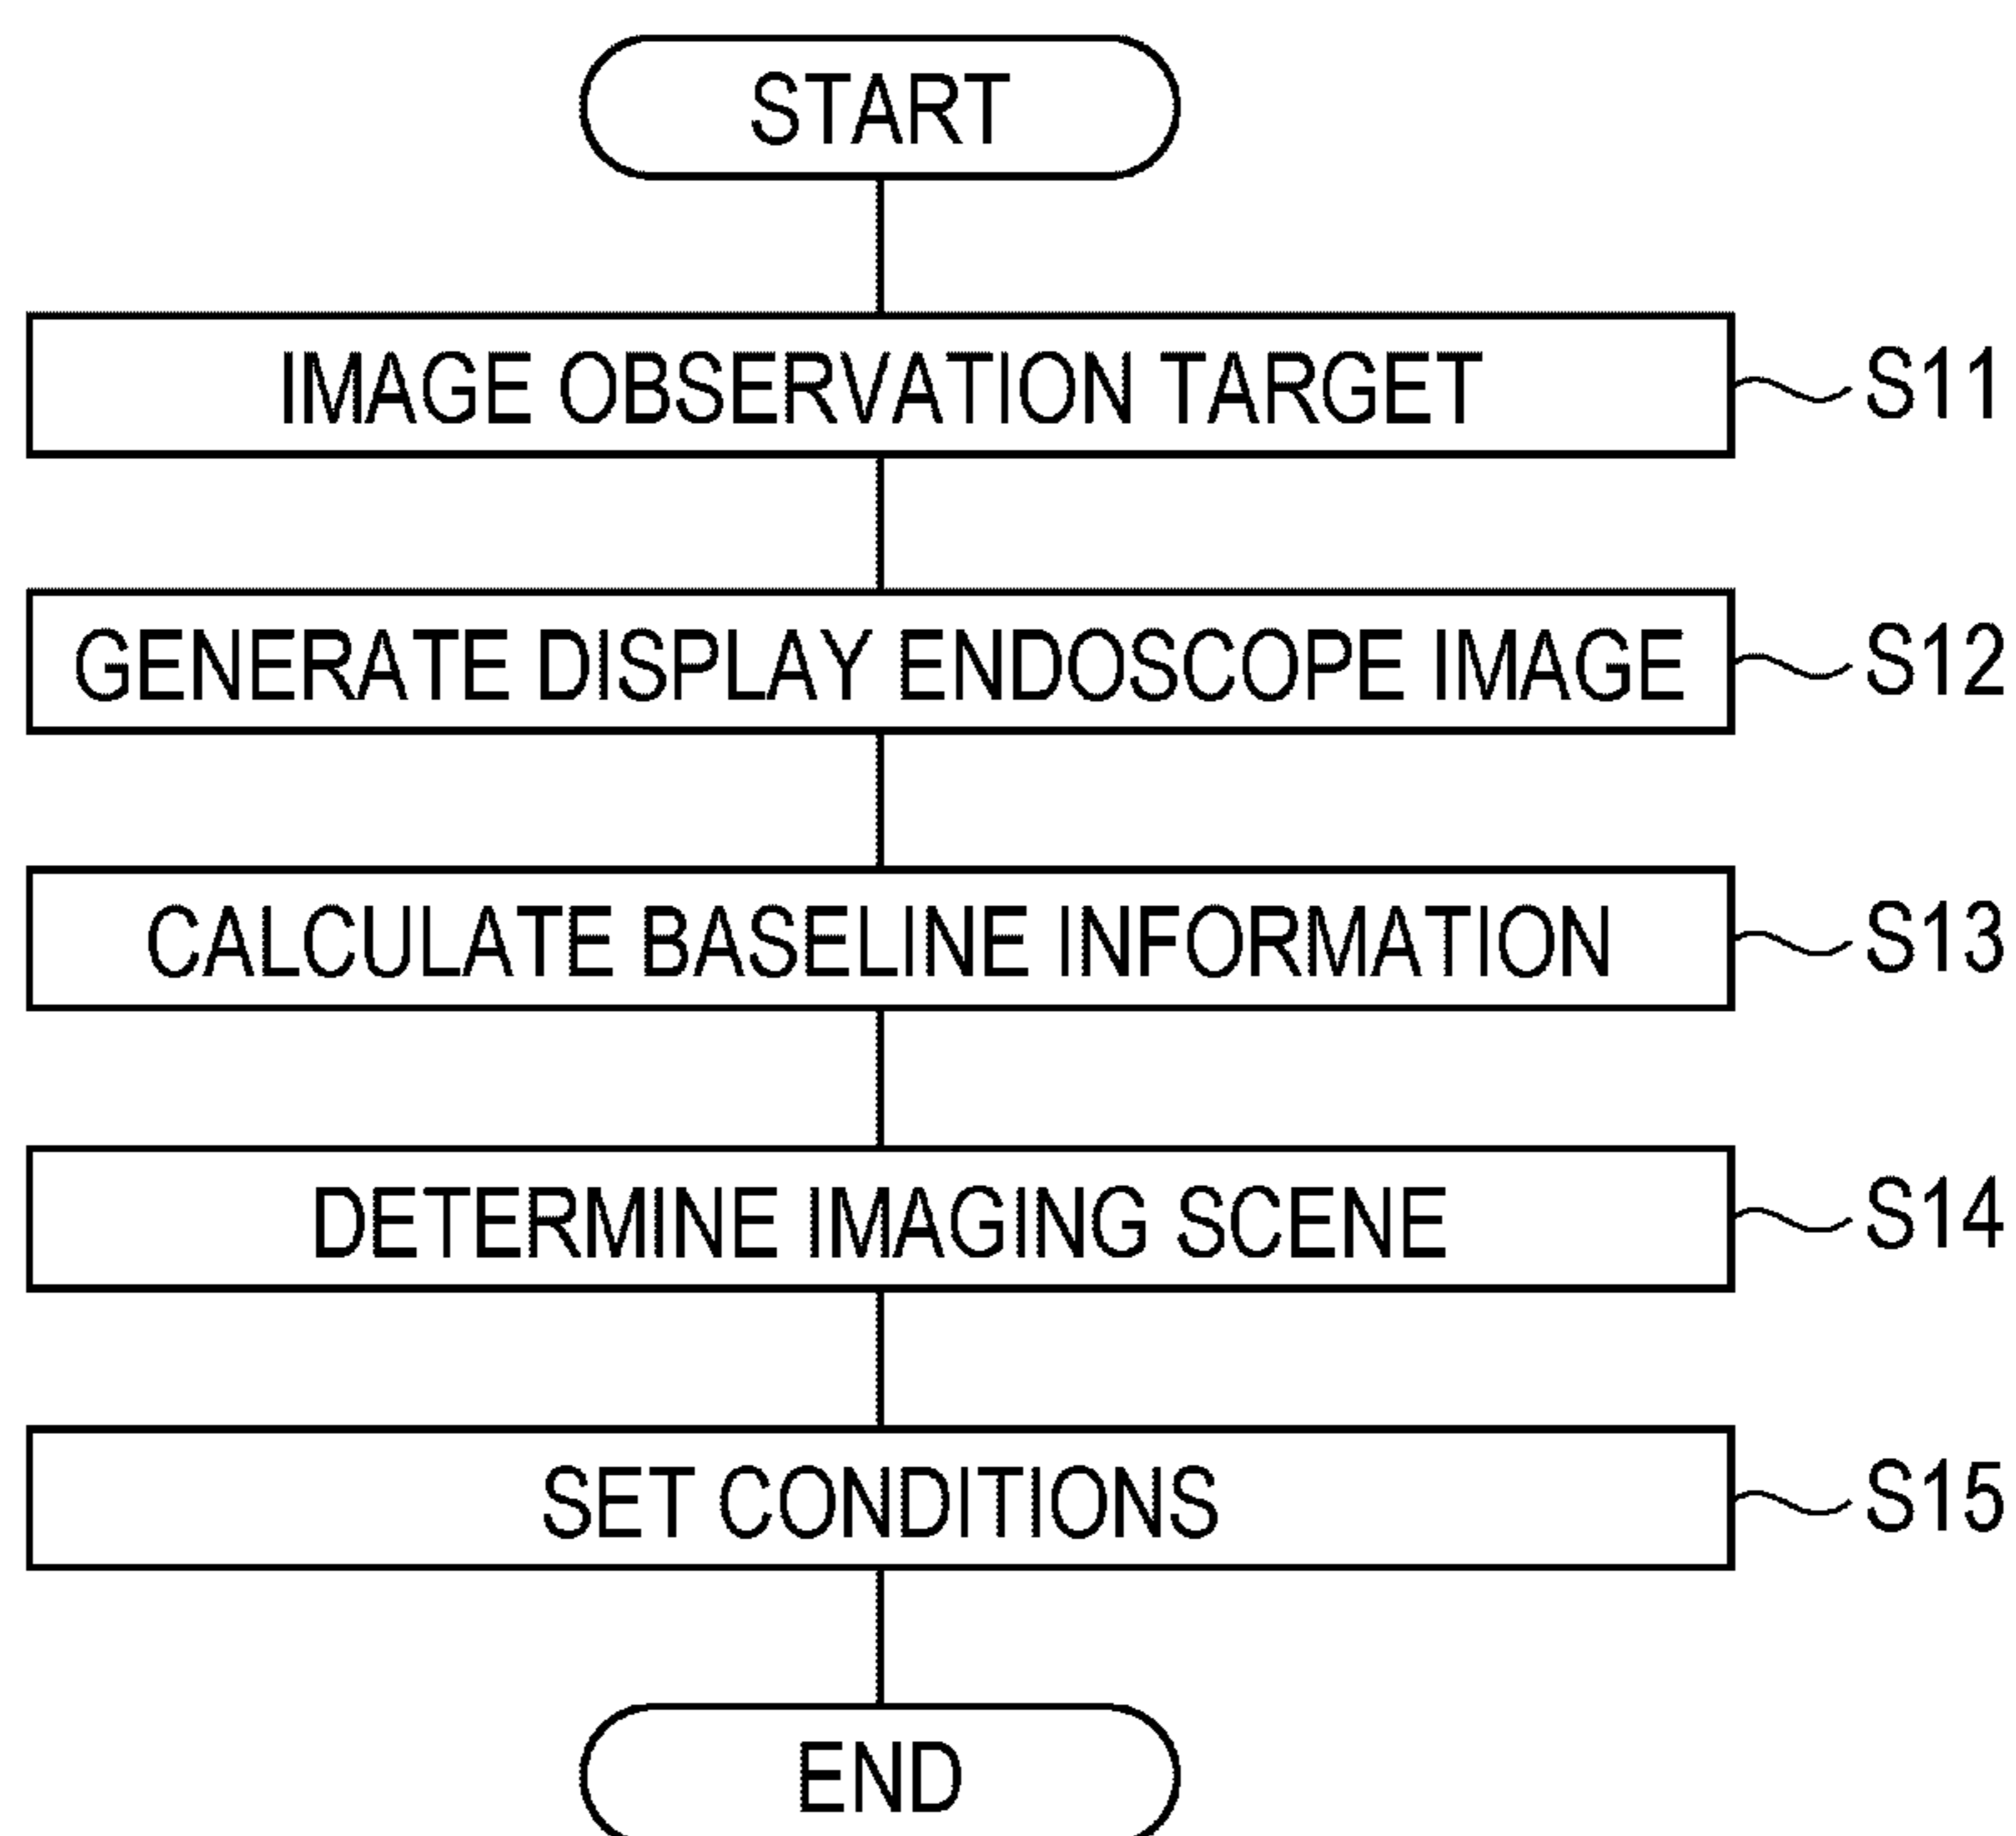 START
IMAGE OBSERVATION TARGET
S11
GENERATE DISPLAY ENDOSCOPE IMAGE
S12
CALCULATE BASELINE INFORMATION
S13
DETERMINE IMAGING SCENE
S14
SET CONDITIONS
S15
END